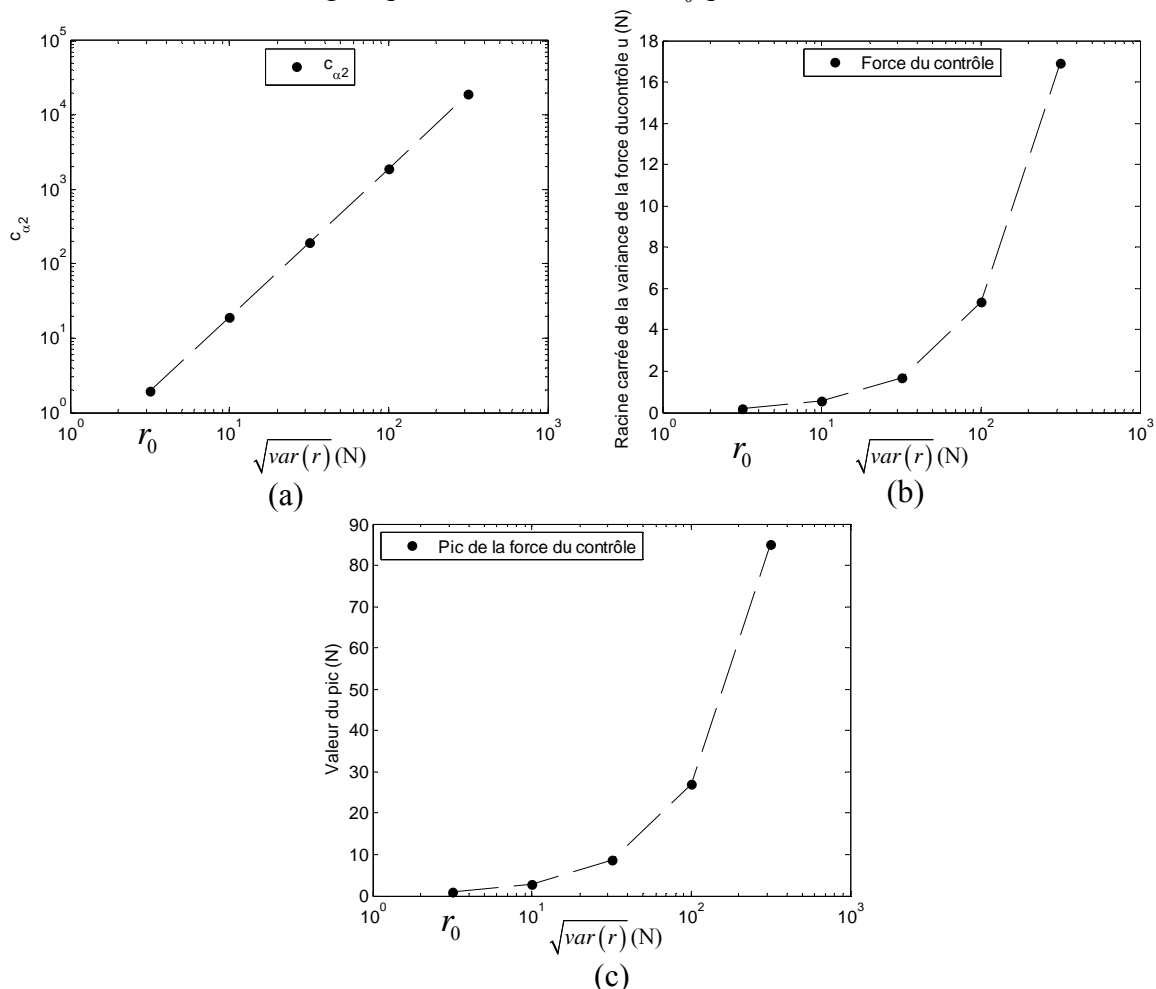 10^5
10^4
10^3
10^2
10^1
10^0
c_α2
c_α2
10^0
10^1
10^2
10^3
r_0
√var(r) (N)
(a)
18
16
14
12
10
8
6
4
2
0
Racine carrée de la variance de la force ducontrôle u (N)
Force du contrôle
10^0
10^1
10^2
10^3
r_0
√var(r) (N)
(b)
90
80
70
60
50
40
30
20
10
0
Valeur du pic (N)
Pic de la force du contrôle
10^0
10^1
10^2
10^3
r_0
√var(r) (N)
(c)